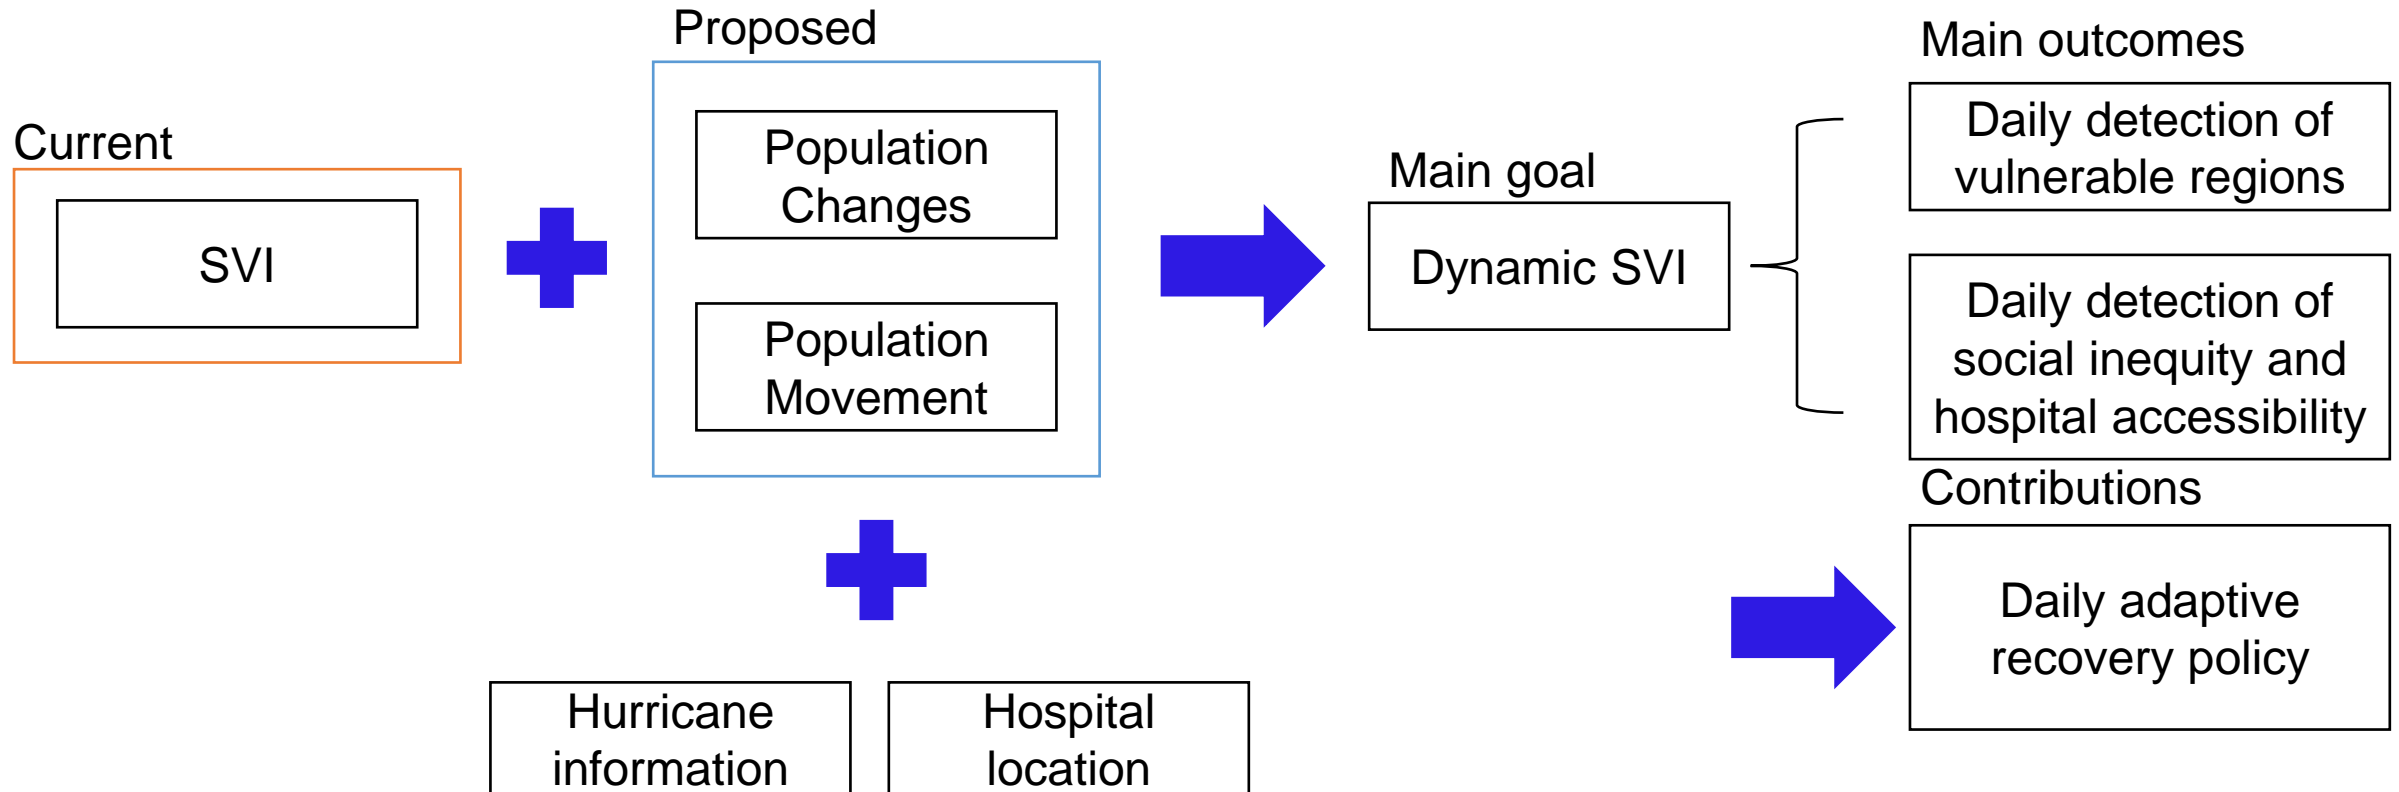 Current
SVI
Proposed
Population
Changes
Population
Movement
Hurricane
information
Hospital
location
Main goal
Dynamic SVI
Main outcomes
Daily detection of
vulnerable regions
Daily detection of
social inequity and
hospital accessibility
Contributions
Daily adaptive
recovery policy